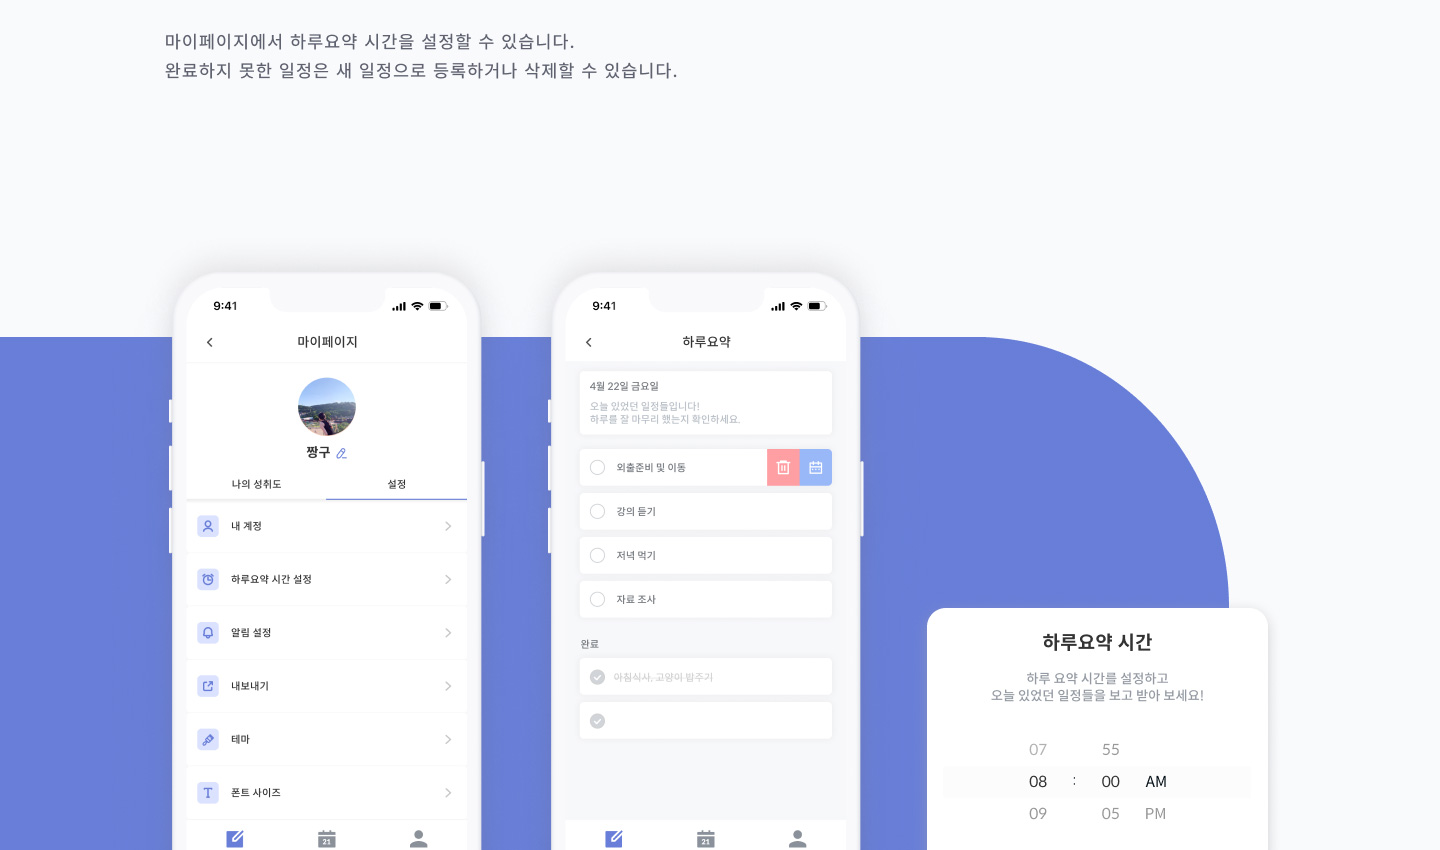 마이페이지에서 하루요약 시간을 설정할 수 있습니다.
완료하지 못한 일정은 새 일정으로 등록하거나 삭제할 수 있습니다.
9:41
마이페이지
짱구
나의 성취도
설정
내 계정
하루요약 시간 설정
알림 설정
내보내기
테마
폰트 사이즈
21
9:41
하루요약
4월 22일 금요일
오늘 있었던 일정들입니다!
하루를 잘 마무리 했는지 확인하세요.
외출준비 및 이동
강의 듣기
저녁 먹기
자료 조사
완료
아침식사, 고양이 밥주기
21
하루요약 시간
하루 요약 시간를 설정하고
오늘 있었던 일정들을 보고 받아 보세요!
07 55
08 : 00 AM
09 05 PM